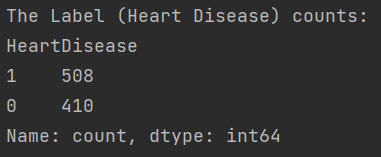 The Label (Heart Disease) counts:
HeartDisease
1    508
0    410
Name: count, dtype: int64